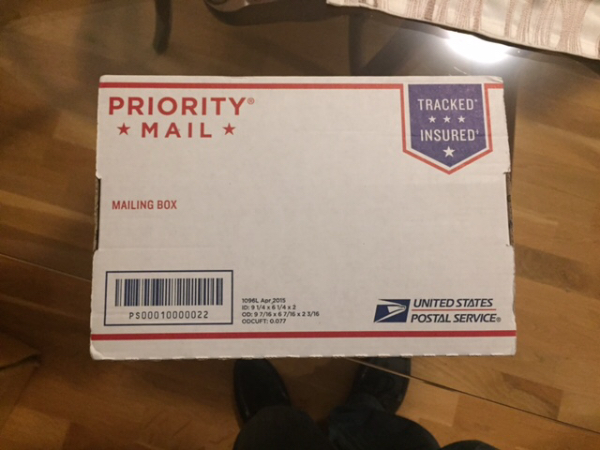 PRIORITY®
★ MAIL ★
TRACKED*
★ ★ ★
INSURED†
★
MAILING BOX
PS00010000022
1096L Apr 2015
ID: 9 1/4 x 6 1/4 x 2
OD: 9 7/16 x 6 7/16 x 2 3/16
ODCUFT: 0.077
UNITED STATES
POSTAL SERVICE®